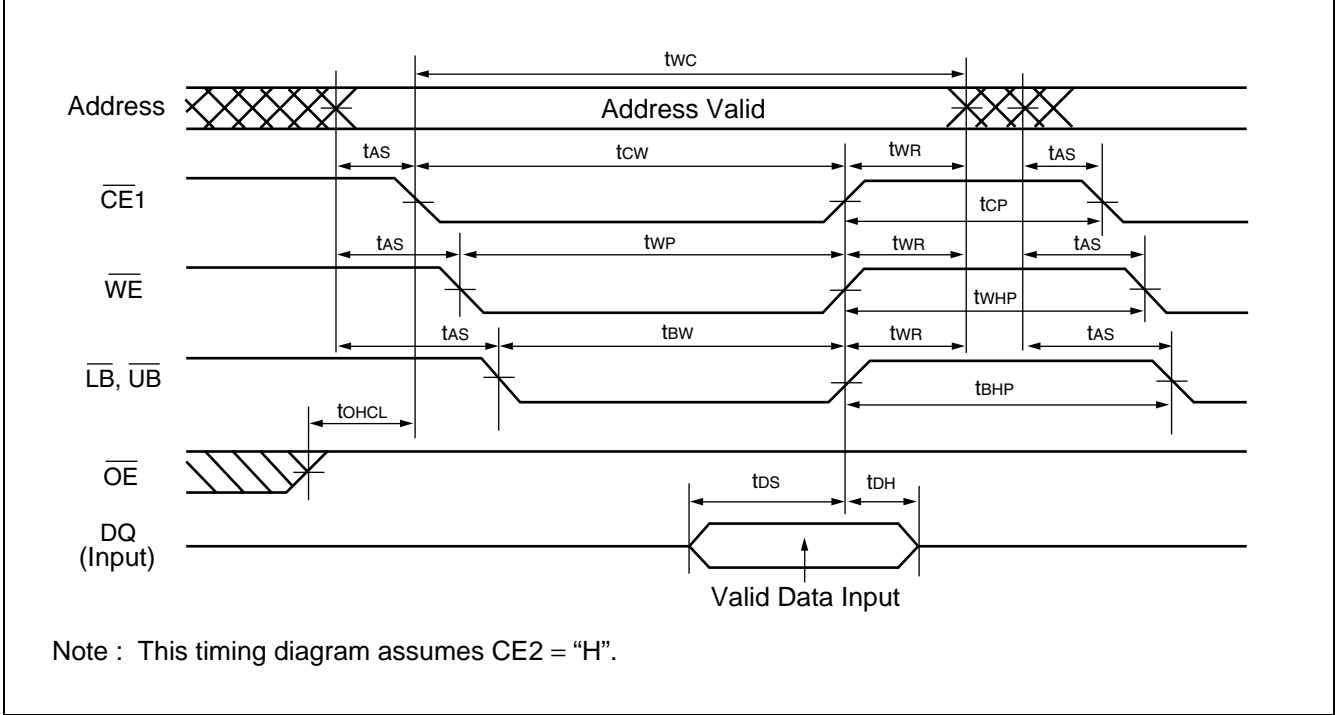 tWC
Address
Address Valid
tAS
tCW
tWR
tAS
CE1
tCP
tAS
tWP
tWR
tAS
WE
tWHP
tAS
tBW
tWR
tAS
LB, UB
tBHP
tOHCL
OE
tDS
tDH
DQ
(Input)
Valid Data Input
Note : This timing diagram assumes CE2 = “H”.